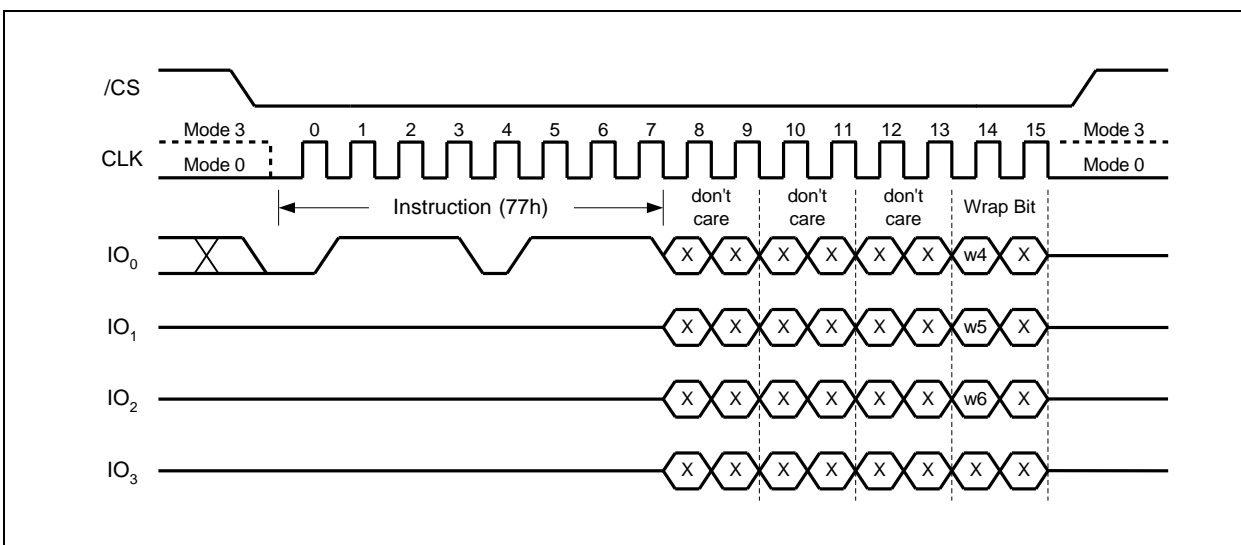 /CS
Mode 3 0 1 2 3 4 5 6 7 8 9 10 11 12 13 14 15 Mode 3
CLK
Mode 0 Mode 0
Instruction (77h) don't care don't care don't care Wrap Bit
IO0 X X X X X X w4 X
IO1 X X X X X X w5 X
IO2 X X X X X X w6 X
IO3 X X X X X X X X